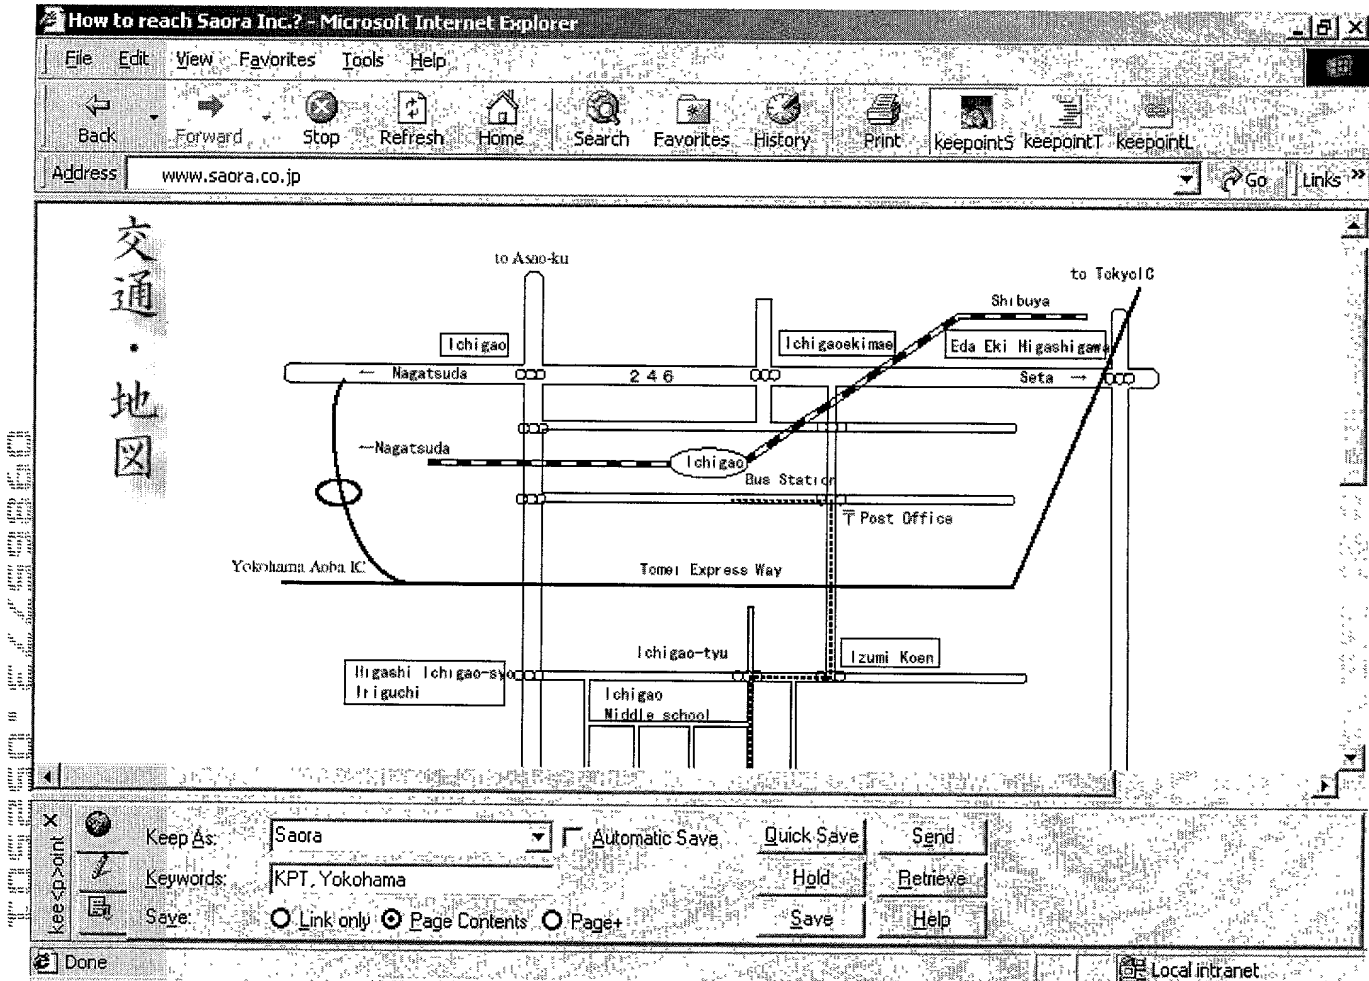 How to reach Saora Inc.? - Microsoft Internet Explorer
File Edit View Favorites Tools Help
Back Forward Stop Refresh Home Search Favorites History Print keepointS keepointT keepointL
Address www.saora.co.jp Go Links »
交通・地図
to Asao-ku
to TokyoIC
Shibuya
Ichigao
Ichigaoekimae
Eda Eki Higashigawa
← Nagatsuda
246
Seta →
←Nagatsuda
Ichigao
Bus Station
〒Post Office
Yokohama Aoba IC
Tomei Express Way
Ichigao-tyu
Izumi Koen
Higashi Ichigao-syo
Iriguchi
Ichigao
Middle school
kee<p>oint
Keep As: Saora Automatic Save Quick Save Send
Keywords: KPT, Yokohama Hold Retrieve
Save: Link only Page Contents Page+ Save Help
Done
Local intranet